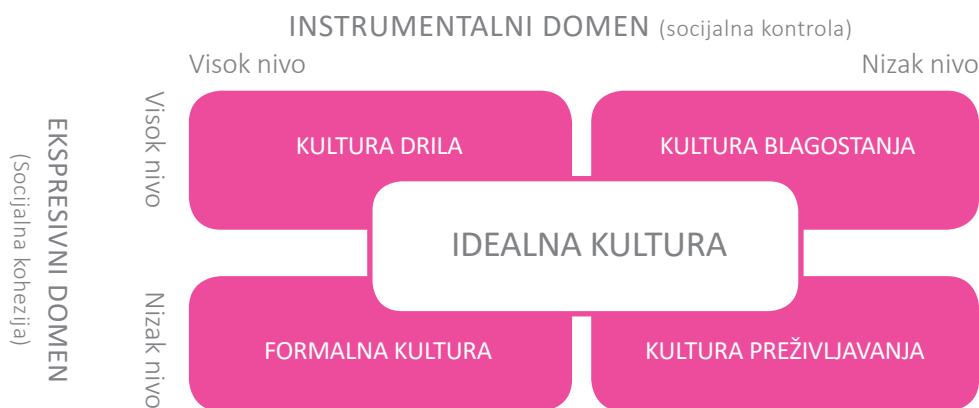 INSTRUMENTALNI DOMEN (socijalna kontrola)
Visok nivo
Nizak nivo
EKSPRESIVNI DOMEN
(Socijalna kohezija)
Visok nivo
KULTURA DRILA
KULTURA BLAGOSTANJA
IDEALNA KULTURA
Nizak nivo
FORMALNA KULTURA
KULTURA PREŽIVLJAVANJA